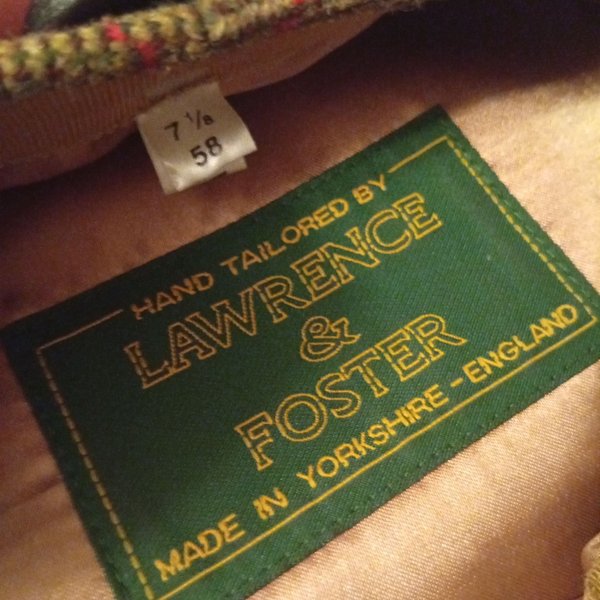 7 1/8
58
HAND TAILORED BY
LAWRENCE
&
FOSTER
MADE IN YORKSHIRE - ENGLAND